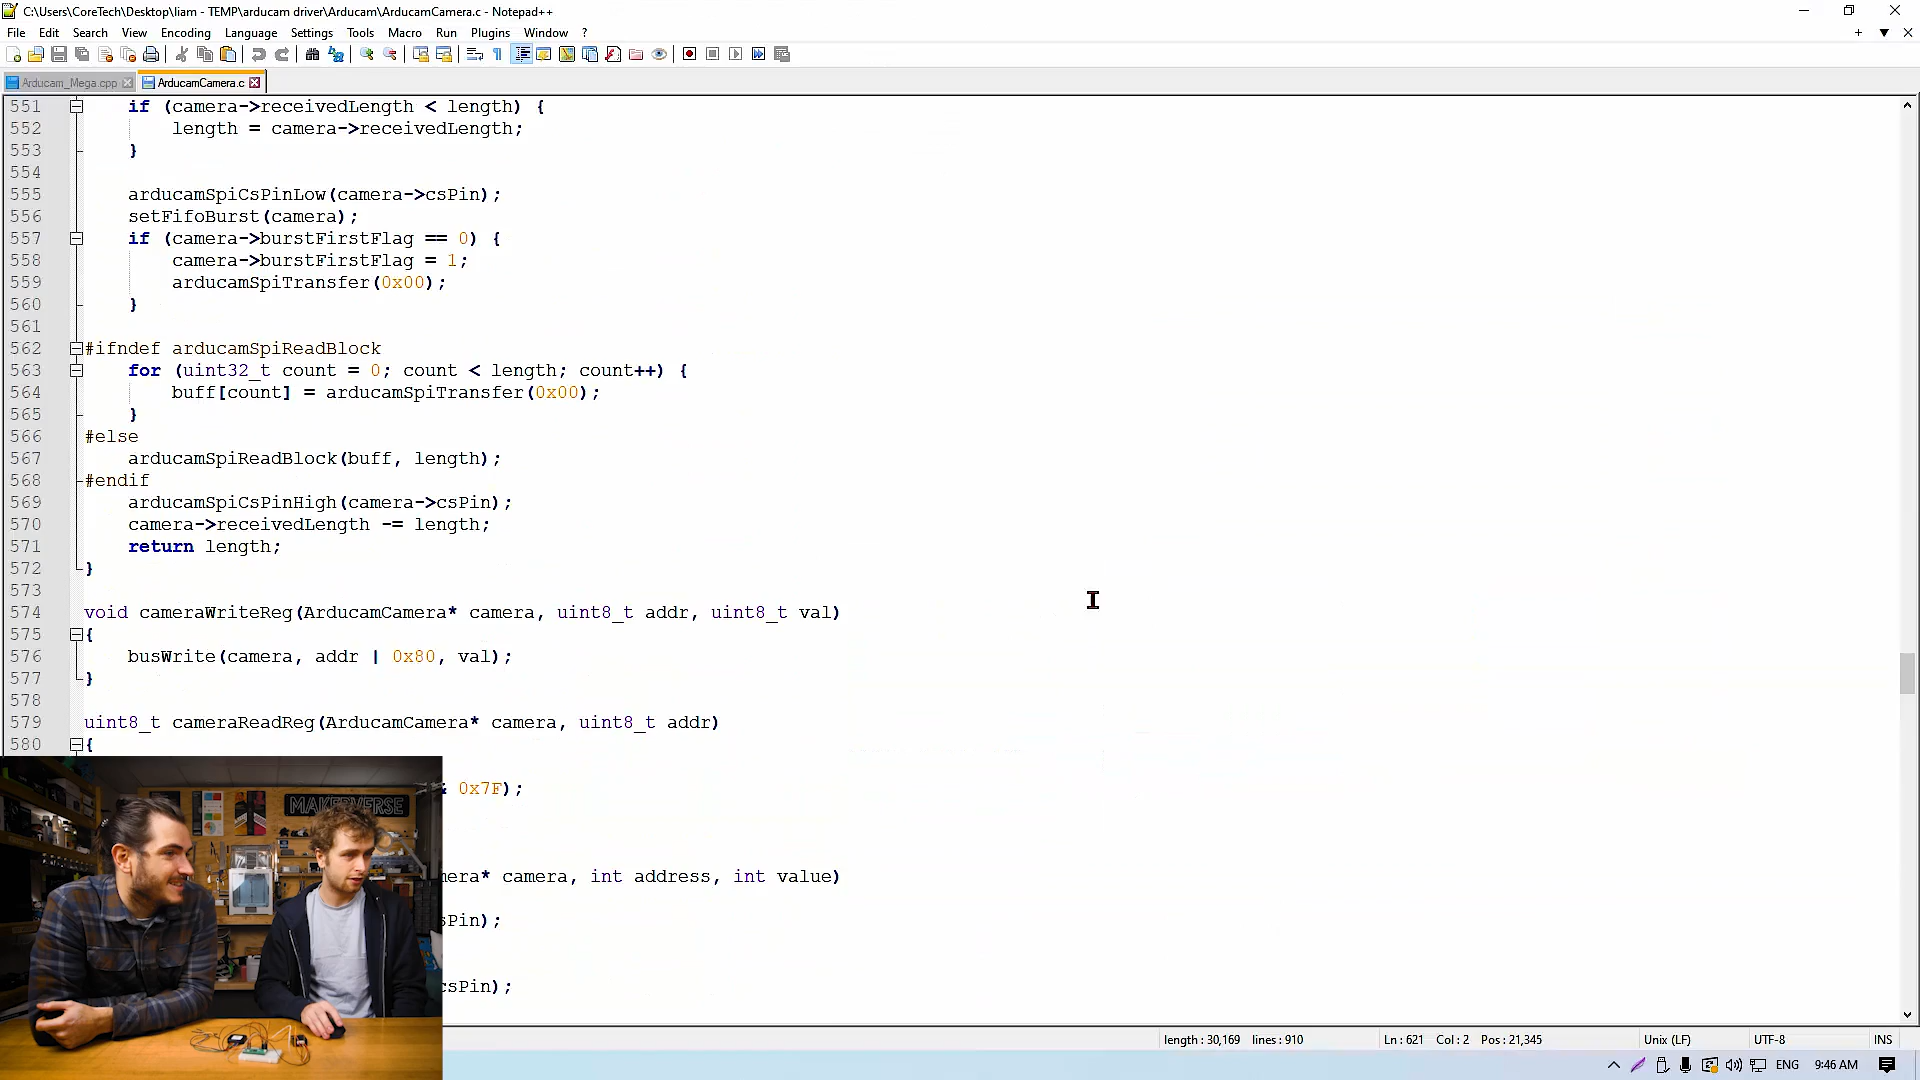 C:\Users\CoreTech\Desktop\liam - TEMP\arducam driver\Arducam\ArducamCamera.c - Notepad++
File Edit Search View Encoding Language Settings Tools Macro Run Plugins Window ?
Arducam_Mega.cpp ArducamCamera.c
551 if (camera->receivedLength < length) {
552 length = camera->receivedLength;
553 }
554
555 arducamSpiCsPinLow(camera->csPin);
556 setFifoBurst(camera);
557 if (camera->burstFirstFlag == 0) {
558 camera->burstFirstFlag = 1;
559 arducamSpiTransfer(0x00);
560 }
561
562 #ifndef arducamSpiReadBlock
563 for (uint32_t count = 0; count < length; count++) {
564 buff[count] = arducamSpiTransfer(0x00);
565 }
566 #else
567 arducamSpiReadBlock(buff, length);
568 #endif
569 arducamSpiCsPinHigh(camera->csPin);
570 camera->receivedLength -= length;
571 return length;
572 }
573
574 void cameraWriteReg(ArducamCamera* camera, uint8_t addr, uint8_t val)
575 {
576 busWrite(camera, addr | 0x80, val);
577 }
578
579 uint8_t cameraReadReg(ArducamCamera* camera, uint8_t addr)
580 {
& 0x7F);
mera* camera, int address, int value)
sPin);
csPin);
MAKERVERSE
length : 30,169 lines : 910 Ln : 621 Col : 2 Pos : 21,345 Unix (LF) UTF-8 INS
ENG 9:46 AM